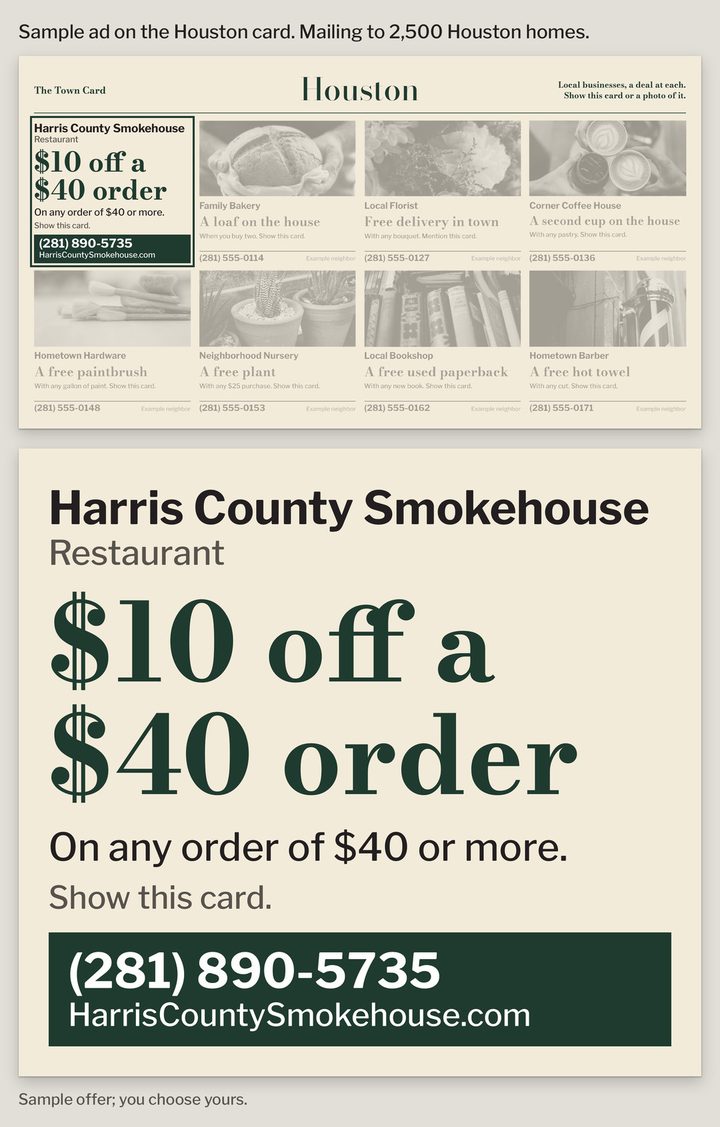 Sample ad on the Houston card. Mailing to 2,500 Houston homes.
The Town Card
Houston
Local businesses, a deal at each.
Show this card or a photo of it.
Harris County Smokehouse
Restaurant
$10 off a
$40 order
On any order of $40 or more.
Show this card.
(281) 890-5735
HarrisCountySmokehouse.com
Family Bakery
A loaf on the house
When you buy two. Show this card.
(281) 555-0114
Example neighbor
Local Florist
Free delivery in town
With any bouquet. Mention this card.
(281) 555-0127
Example neighbor
Corner Coffee House
A second cup on the house
With any pastry. Show this card.
(281) 555-0136
Example neighbor
Hometown Hardware
A free paintbrush
With any gallon of paint. Show this card.
(281) 555-0148
Example neighbor
Neighborhood Nursery
A free plant
With any $25 purchase. Show this card.
(281) 555-0153
Example neighbor
Local Bookshop
A free used paperback
With any new book. Show this card.
(281) 555-0162
Example neighbor
Hometown Barber
A free hot towel
With any cut. Show this card.
(281) 555-0171
Example neighbor
Harris County Smokehouse
Restaurant
$10 off a
$40 order
On any order of $40 or more.
Show this card.
(281) 890-5735
HarrisCountySmokehouse.com
Sample offer; you choose yours.